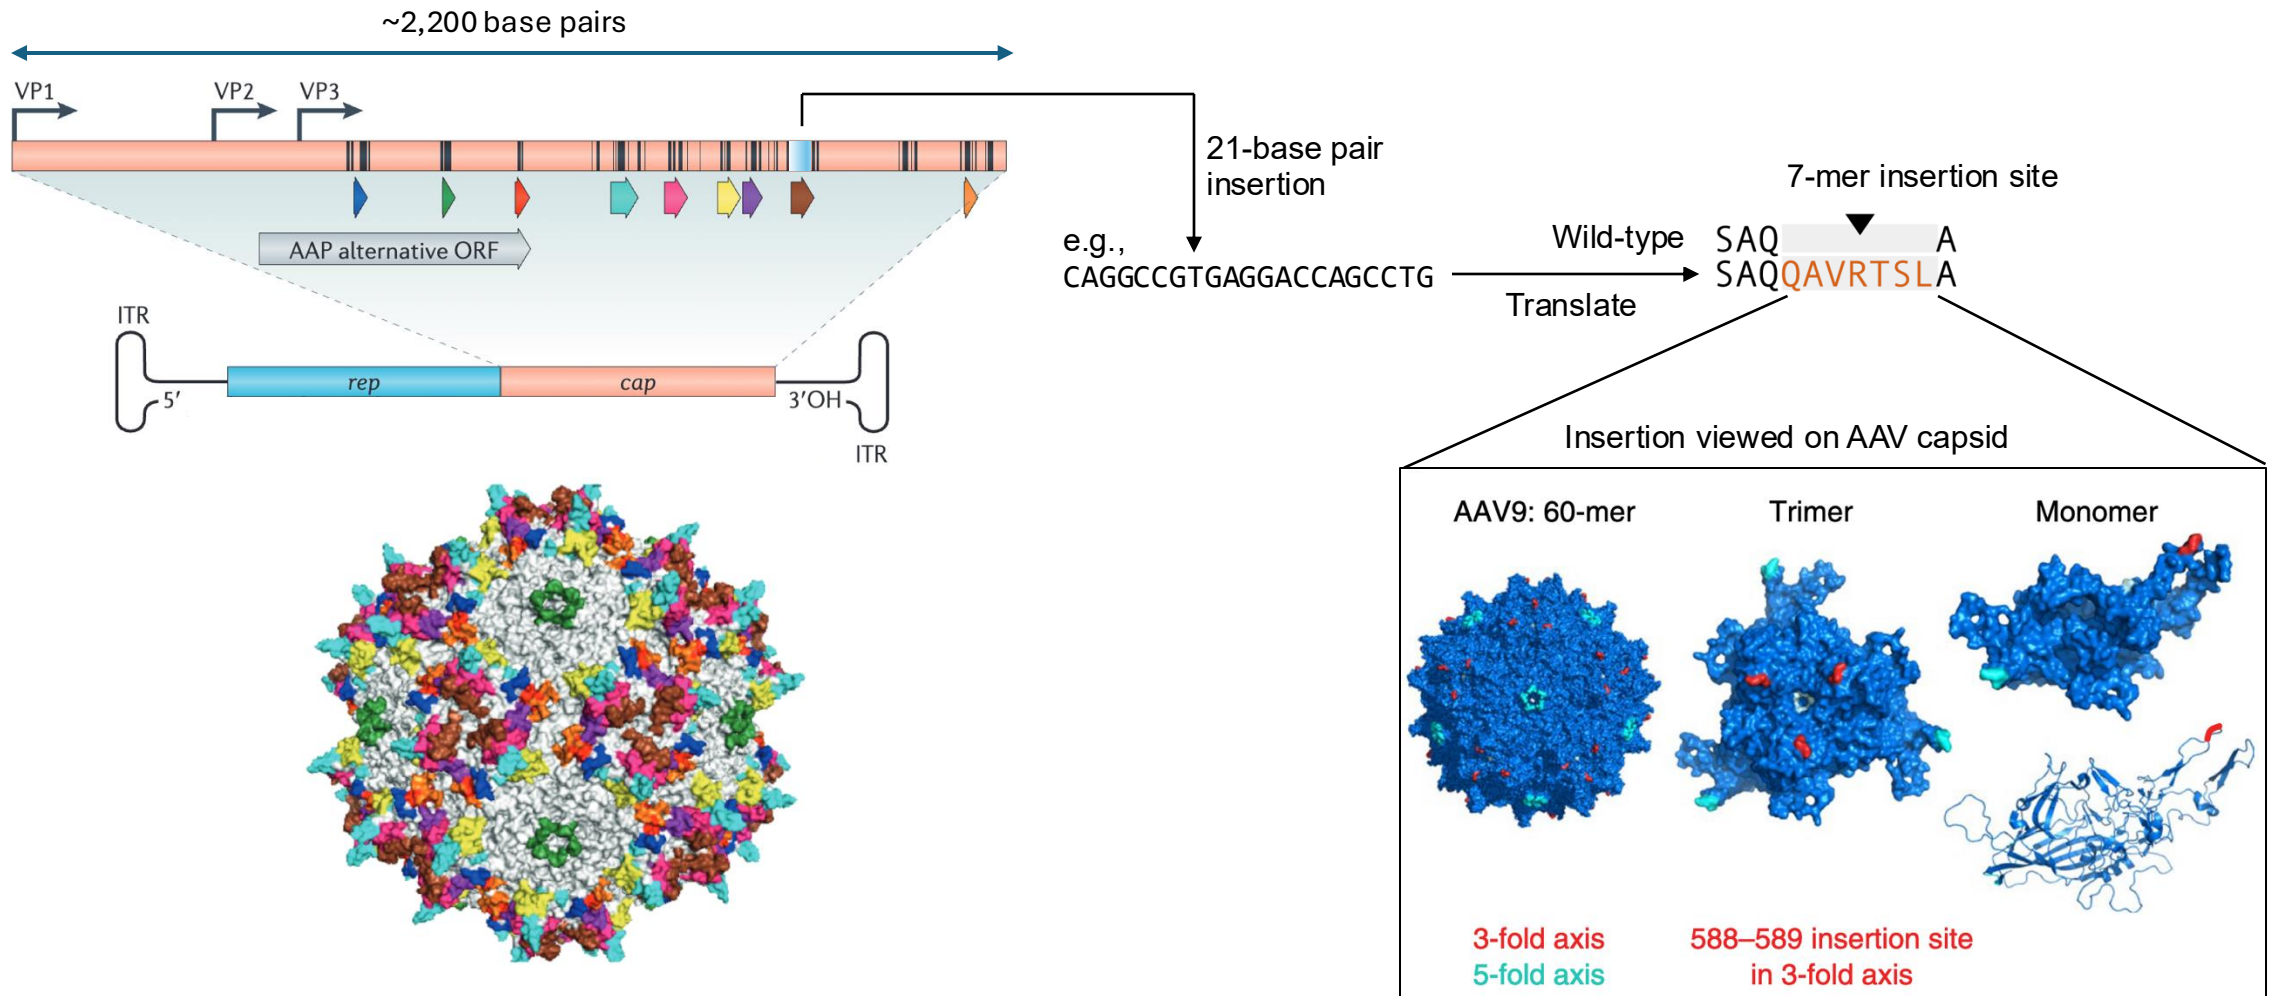 ~2,200 base pairs
VP1
VP2
VP3
AAP alternative ORF
ITR
5′
rep
cap
3′OH
ITR
21-base pair
insertion
e.g.,
CAGGCCGTGAGGACCAGCCTG
Translate
7-mer insertion site
Wild-type
SAQ A
SAQQAVRTSLA
Insertion viewed on AAV capsid
AAV9: 60-mer
Trimer
Monomer
3-fold axis
5-fold axis
588–589 insertion site
in 3-fold axis